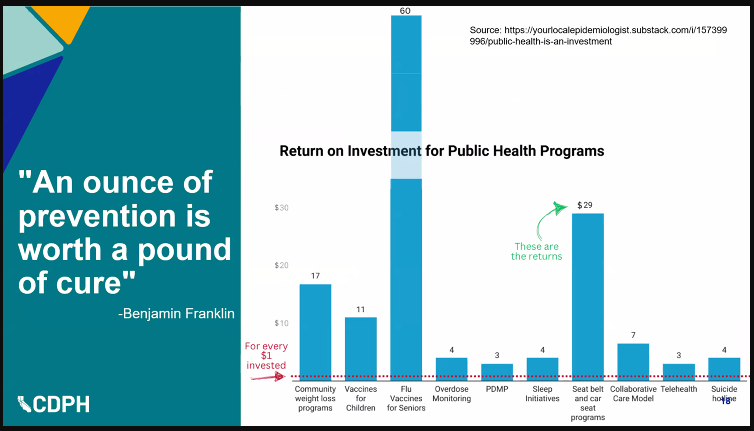 60
Source: https://yourlocalepidemiologist.substack.com/i/157399
996/public-health-is-an-investment
Return on Investment for Public Health Programs
"An ounce of
prevention is
worth a pound
of cure"
-Benjamin Franklin
CDPH
$30
$20
$10
For every
$1
invested
17
11
4
3
4
$29
7
3
4
These are
the returns
Community
weight loss
programs
Vaccines
for
Children
Flu
Vaccines
for Seniors
Overdose
Monitoring
PDMP
Sleep
Initiatives
Seat belt
and car
seat
programs
Collaborative
Care Model
Telehealth
Suicide
hotline
18